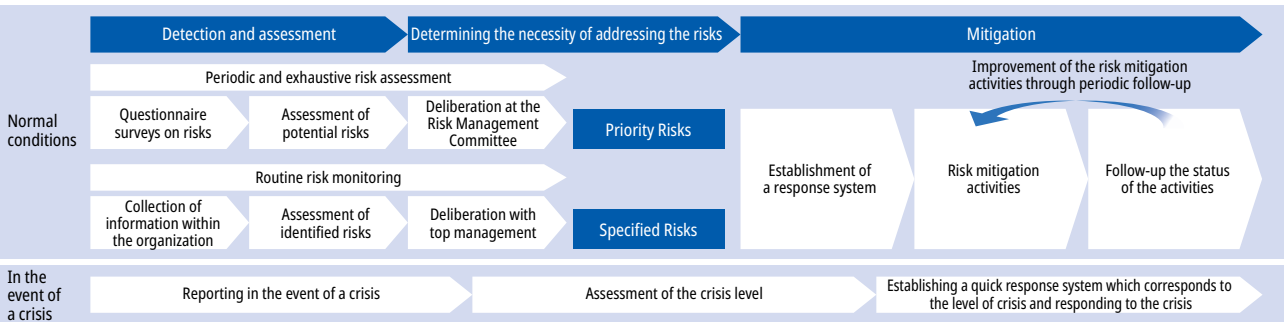 Detection and assessment
Determining the necessity of addressing the risks
Mitigation
Normal
conditions
Periodic and exhaustive risk assessment
Questionnaire
surveys on risks
Assessment of
potential risks
Deliberation at the
Risk Management
Committee
Priority Risks
Routine risk monitoring
Collection of
information within
the organization
Assessment of
identified risks
Deliberation with
top management
Specified Risks
Improvement of the risk mitigation
activities through periodic follow-up
Establishment of
a response system
Risk mitigation
activities
Follow-up the status
of the activities
In the
event of
a crisis
Reporting in the event of a crisis
Assessment of the crisis level
Establishing a quick response system which corresponds to
the level of crisis and responding to the crisis